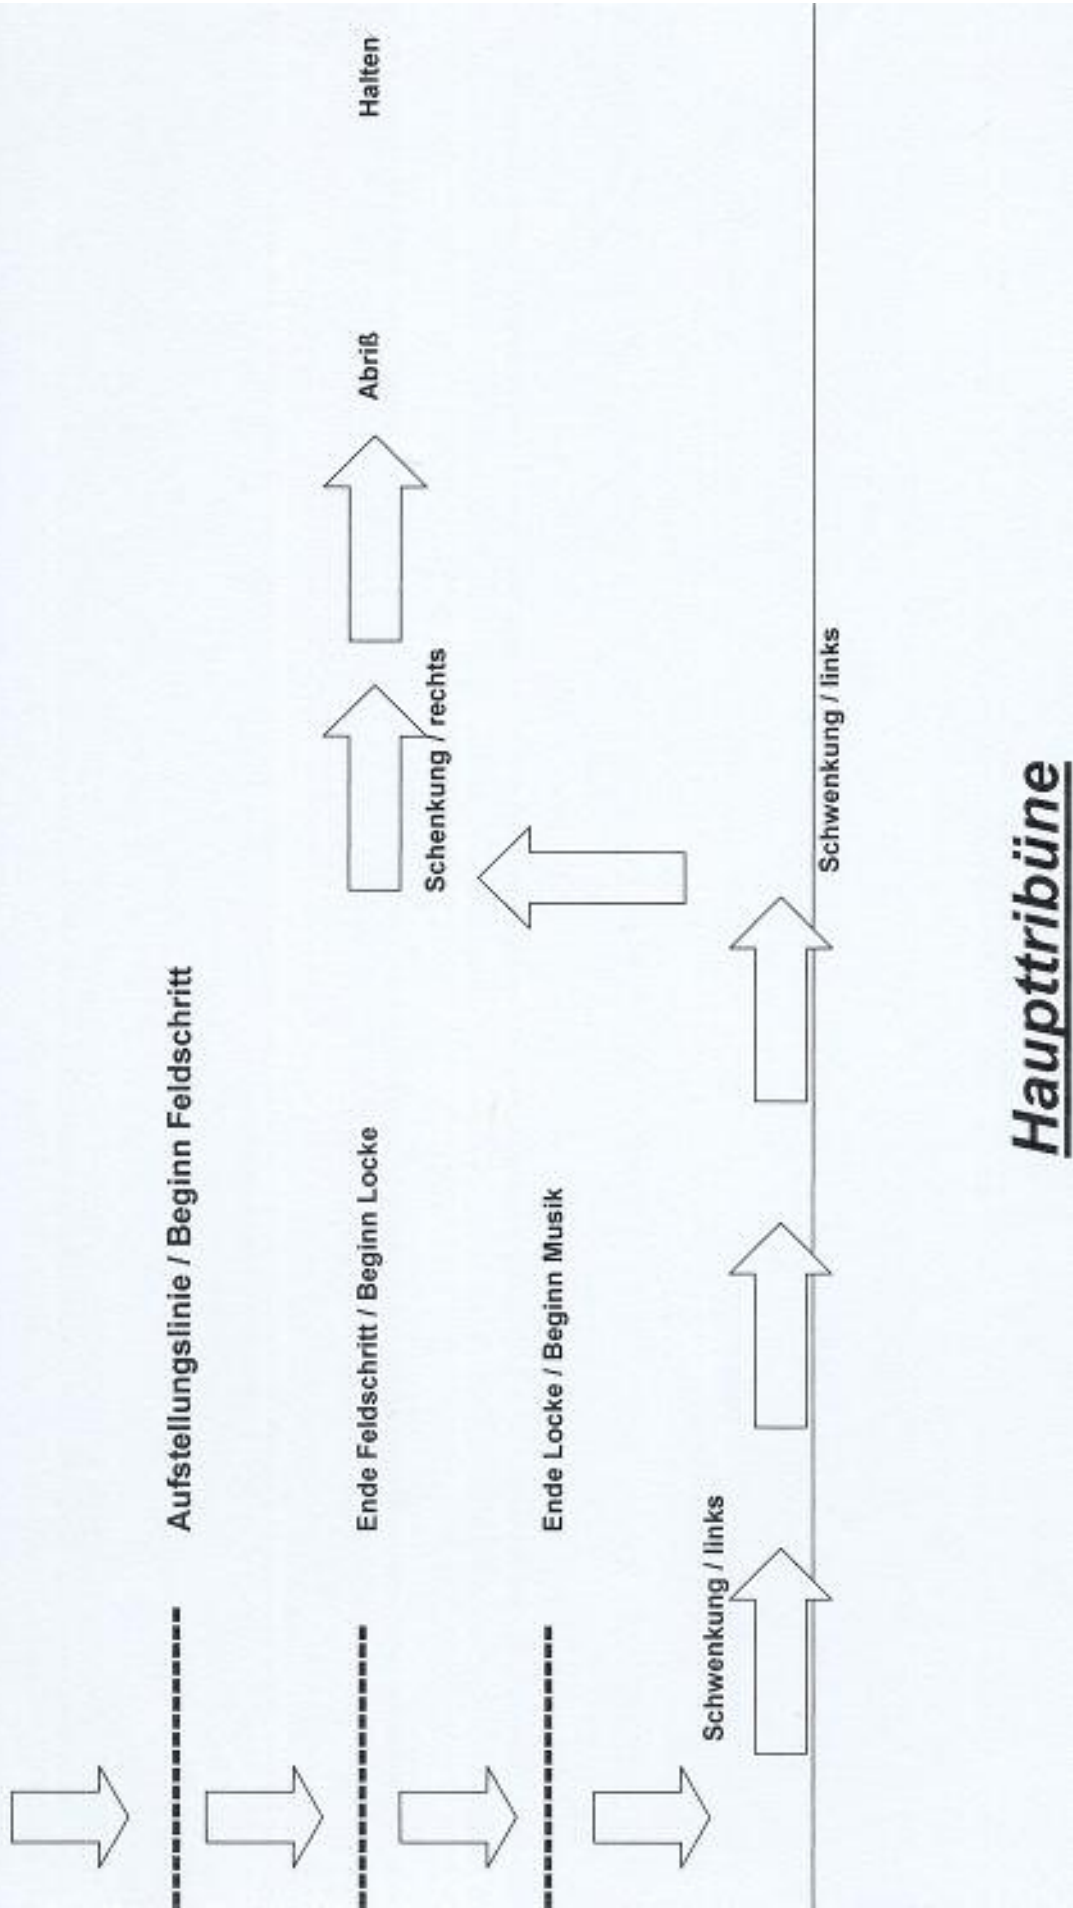 Aufstellungslinie / Beginn Feldschritt
Halten
Abriß
Ende Feldschritt / Beginn Locke
Schenkung / rechts
Ende Locke / Beginn Musik
Schwenkung / links
Schwenkung / links
Haupttribüne